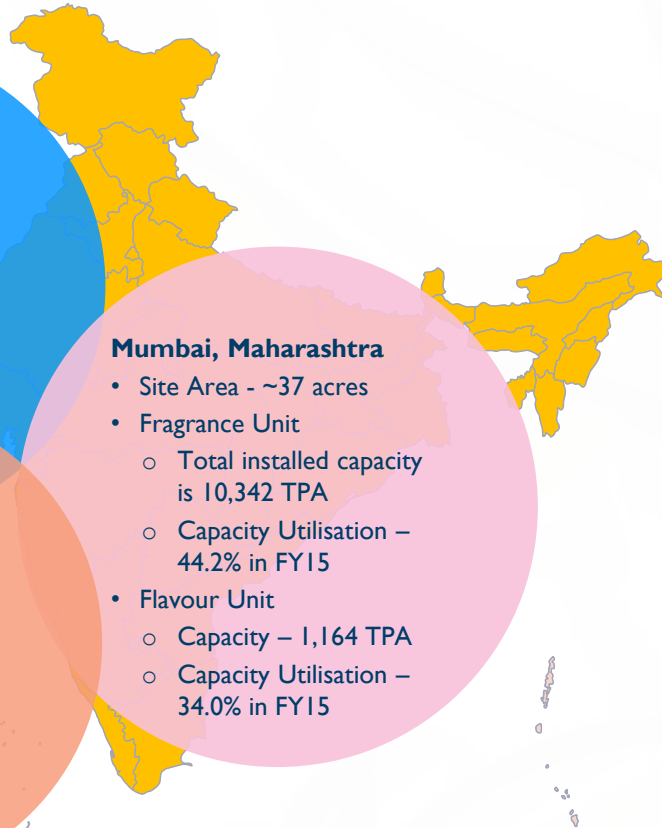 Mumbai, Maharashtra
• Site Area - ~37 acres
• Fragrance Unit
o Total installed capacity
is 10,342 TPA
o Capacity Utilisation –
44.2% in FY15
• Flavour Unit
o Capacity – 1,164 TPA
o Capacity Utilisation –
34.0% in FY15